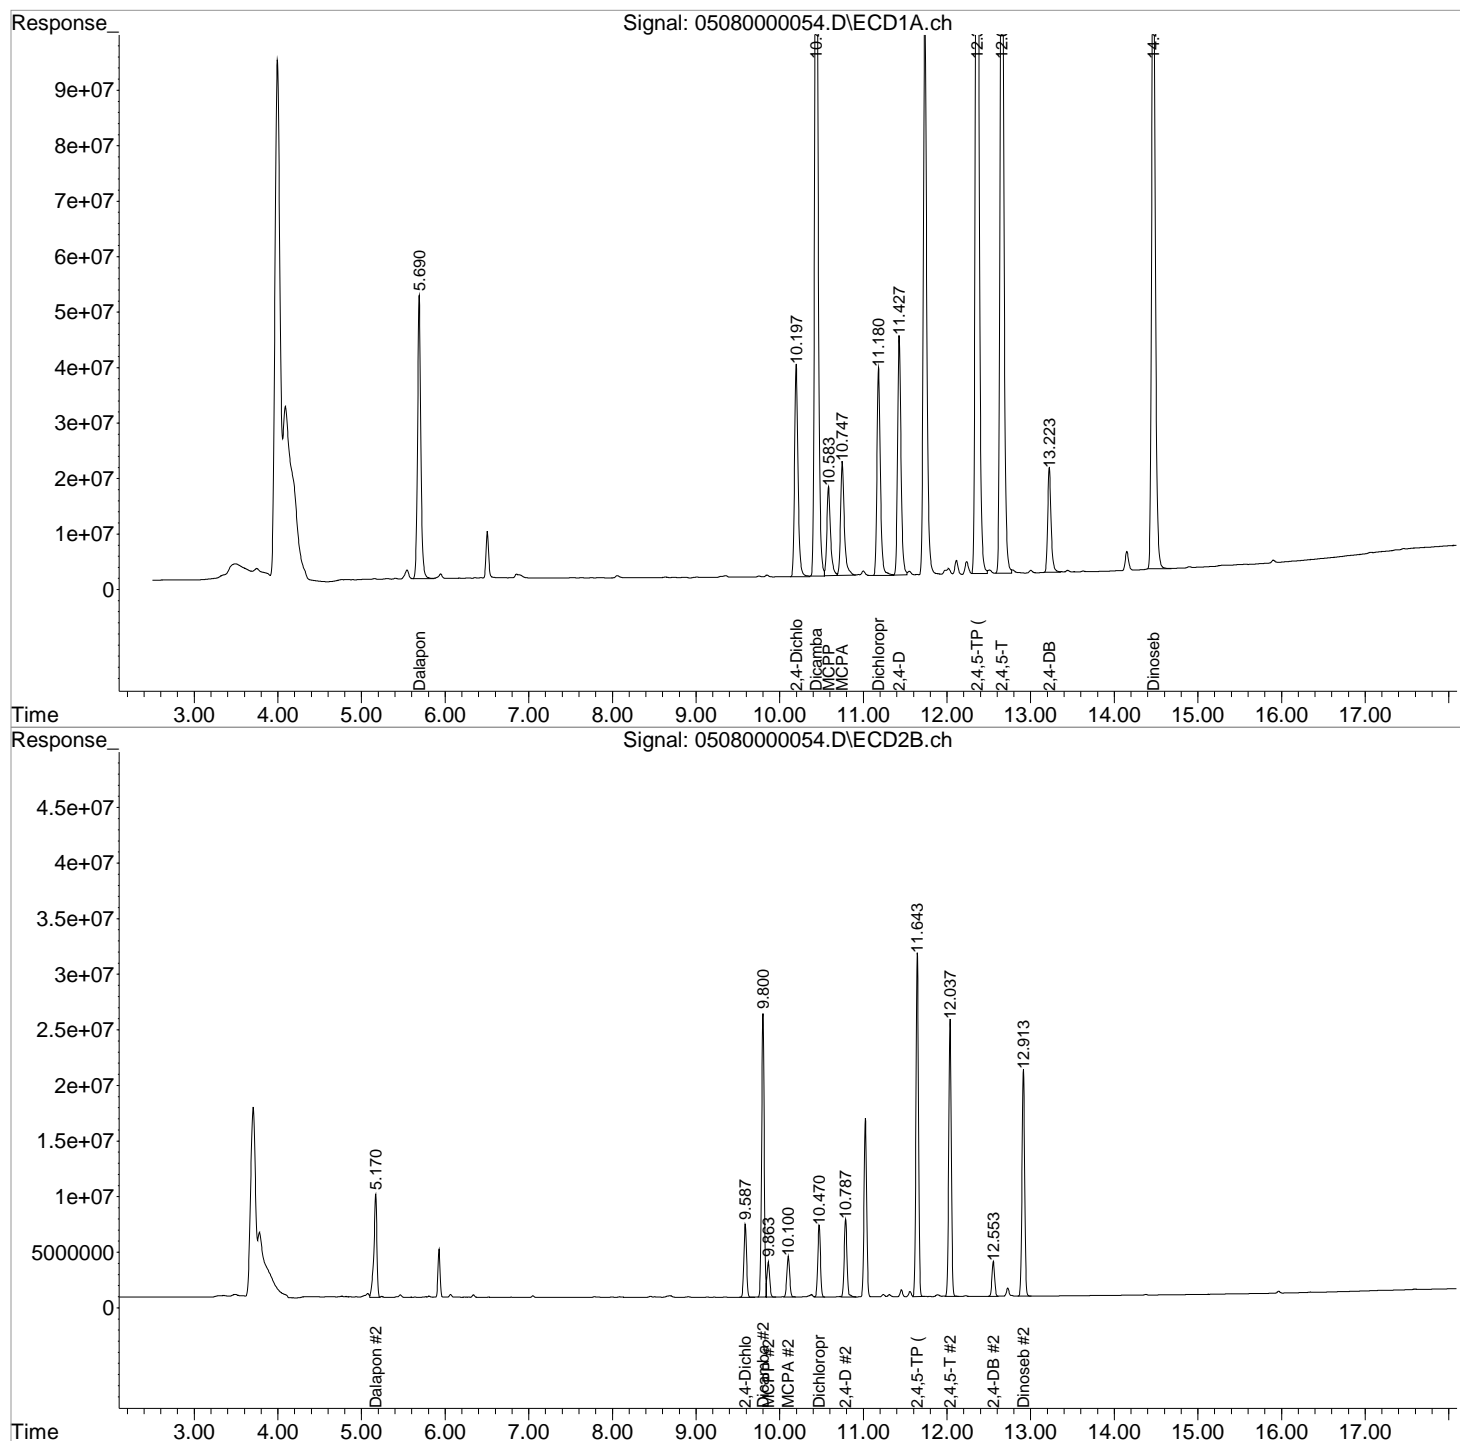 Response_
Signal: 05080000054.D\ECD1A.ch
9e+07
8e+07
7e+07
6e+07
5e+07
4e+07
3e+07
2e+07
1e+07
0
5.690
10.197
10.
10.583
10.747
11.180
11.427
12.
12.
13.223
14.
Dalapon
2,4-Dichlo
Dicamba
MCPP
MCPA
Dichloropr
2,4-D
2,4,5-TP (
2,4,5-T
2,4-DB
Dinoseb
Time
3.00 4.00 5.00 6.00 7.00 8.00 9.00 10.00 11.00 12.00 13.00 14.00 15.00 16.00 17.00
Response_
Signal: 05080000054.D\ECD2B.ch
4.5e+07
4e+07
3.5e+07
3e+07
2.5e+07
2e+07
1.5e+07
1e+07
5000000
0
5.170
9.587
9.800
9.863
10.100
10.470
10.787
11.643
12.037
12.553
12.913
Dalapon #2
2,4-Dichlo
Dicamba #2
MCPP #2
MCPA #2
Dichloropr
2,4-D #2
2,4,5-TP (
2,4,5-T #2
2,4-DB #2
Dinoseb #2
Time
3.00 4.00 5.00 6.00 7.00 8.00 9.00 10.00 11.00 12.00 13.00 14.00 15.00 16.00 17.00